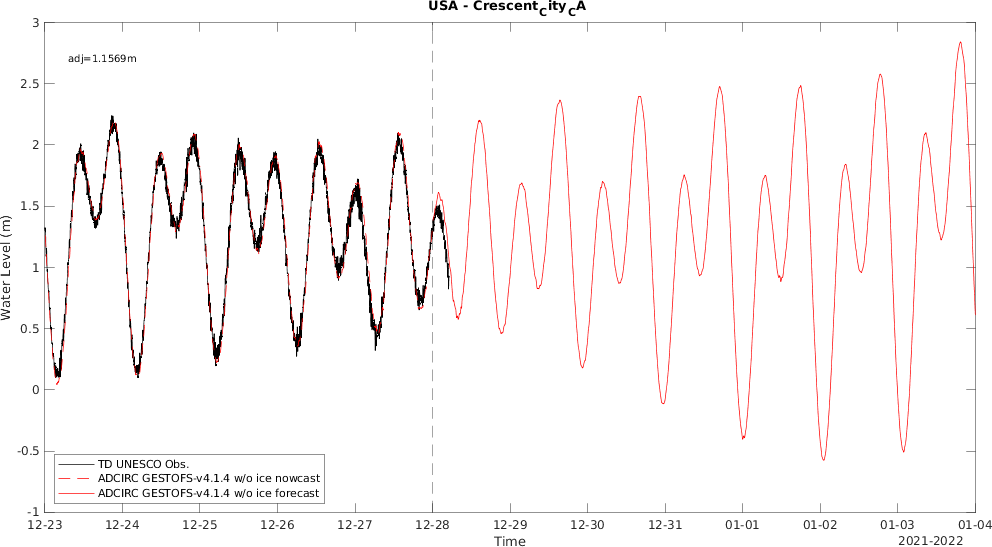 USA - CrescentCityCA
3
adj=1.1569m
2.5
2
1.5
1
0.5
0
-0.5
-1
Water Level (m)
TD UNESCO Obs.
ADCIRC GESTOFS-v4.1.4 w/o ice nowcast
ADCIRC GESTOFS-v4.1.4 w/o ice forecast
12-23 12-24 12-25 12-26 12-27 12-28 12-29 12-30 12-31 01-01 01-02 01-03 01-04
Time
2021-2022